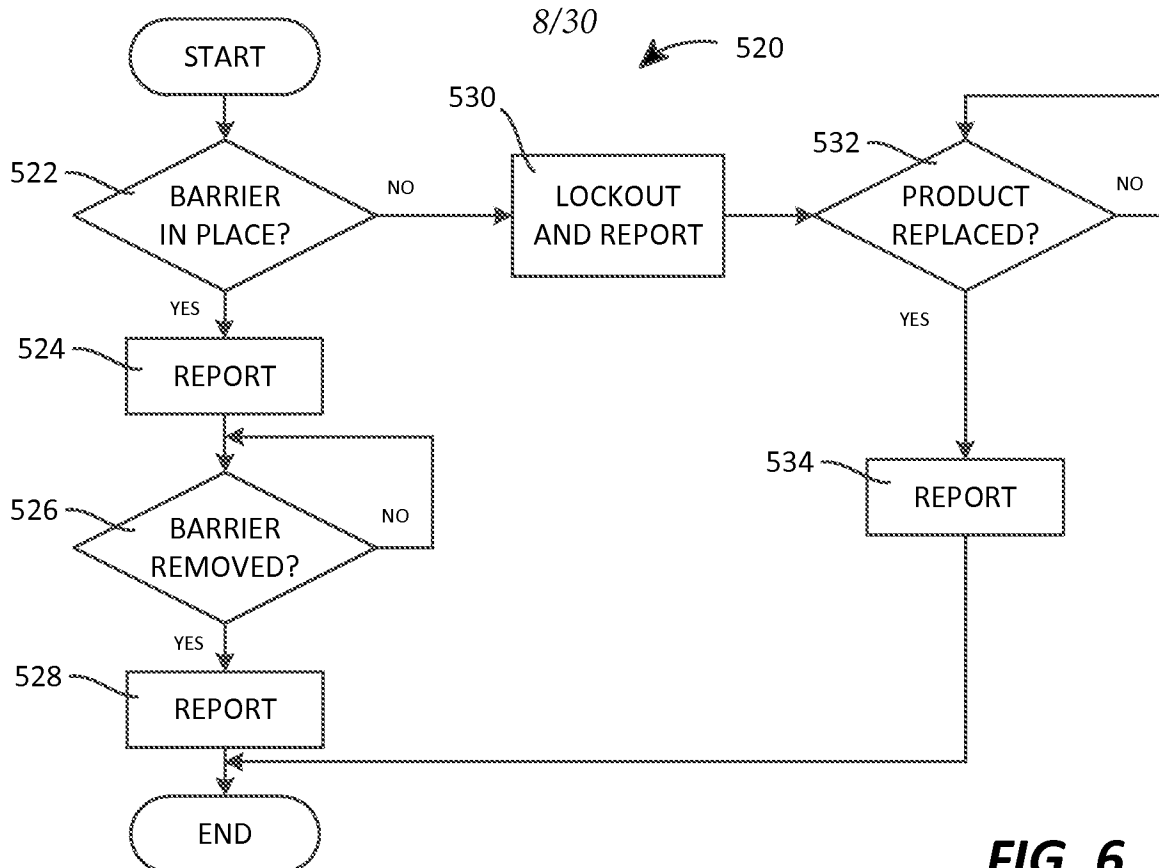 8/30
520
START
530
532
522
BARRIER
IN PLACE?
NO
LOCKOUT
AND REPORT
PRODUCT
REPLACED?
NO
YES
YES
524
REPORT
534
REPORT
526
BARRIER
REMOVED?
NO
YES
528
REPORT
END
FIG. 6